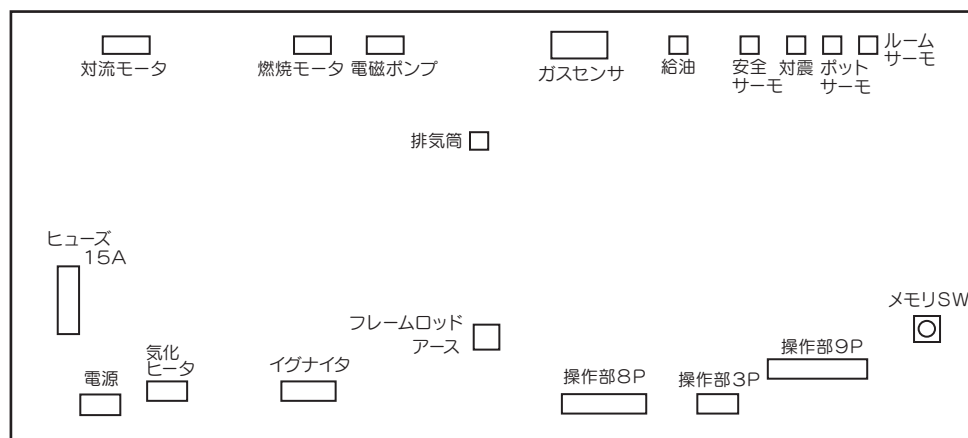 対流モータ
燃焼モータ
電磁ポンプ
ガスセンサ
給油
安全
サーモ
対震
ポット
サーモ
ルーム
サーモ
排気筒
ヒューズ
15A
フレームロッド
アース
メモリSW
電源
気化
ヒータ
イグナイタ
操作部8P
操作部3P
操作部9P